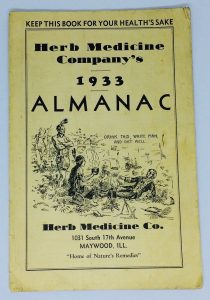 KEEP THIS BOOK FOR YOUR HEALTH'S SAKE
Herb Medicine
Company's
1933
ALMANAC
DRINK THIS WHITE MAN,
AND GET WELL.
Herb Medicine Co.
1031 South 17th Avenue
MAYWOOD, ILL.
"Home of Nature's Remedies"